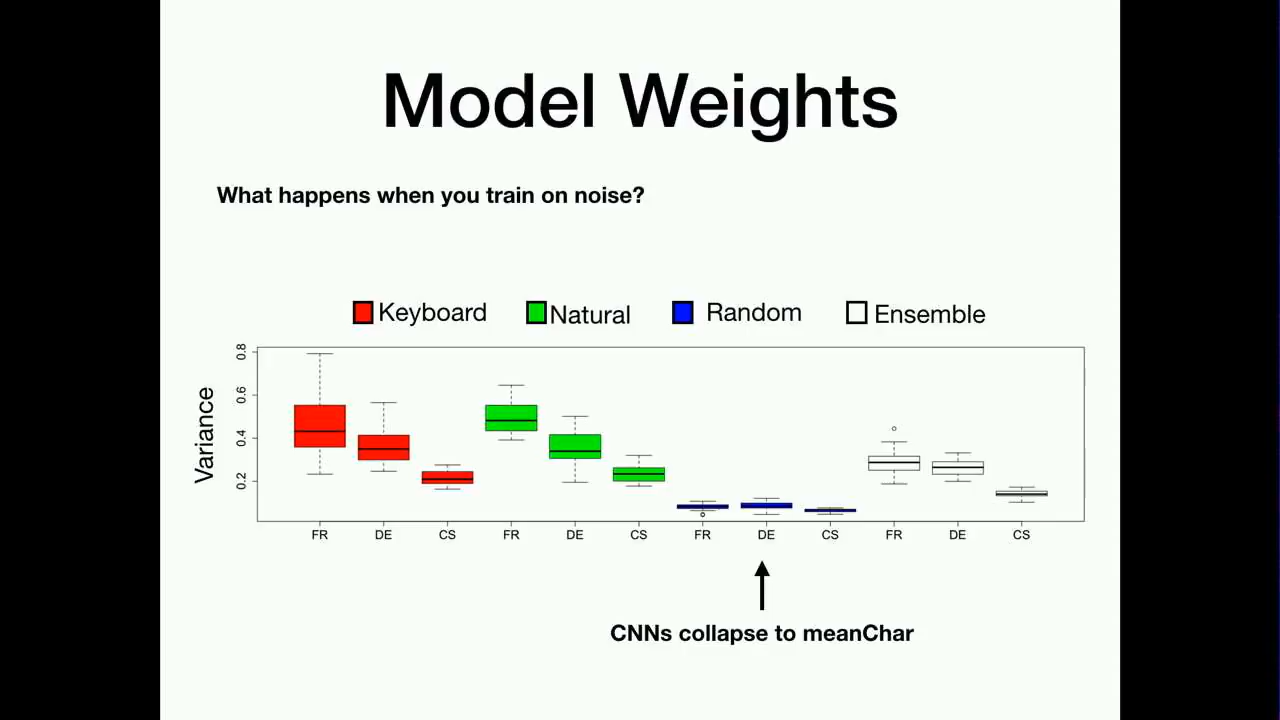 Model Weights
What happens when you train on noise?
Keyboard Natural Random Ensemble
Variance
0.8
0.6
0.4
0.2
FR DE CS FR DE CS FR DE CS FR DE CS
CNNs collapse to meanChar